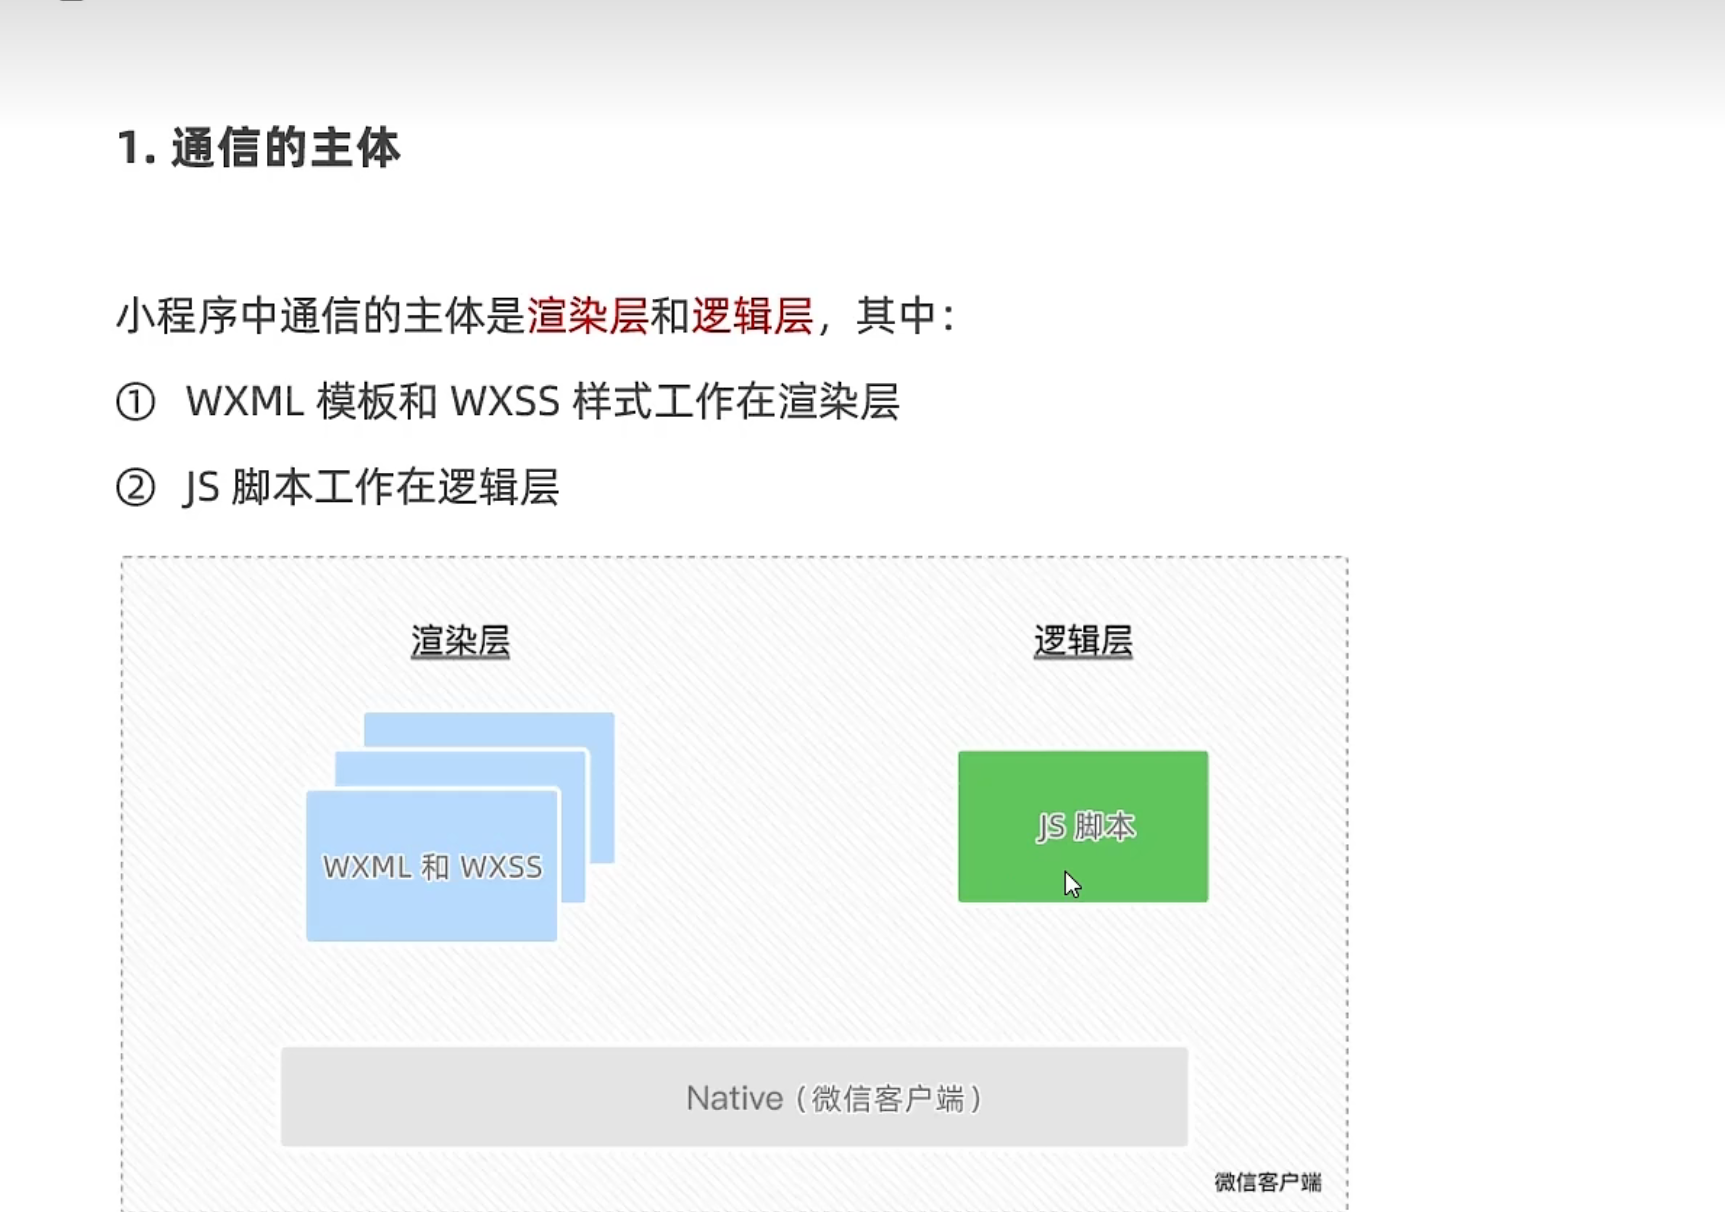 1. 通信的主体
小程序中通信的主体是渲染层和逻辑层，其中：
① WXML 模板和 WXSS 样式工作在渲染层
② JS 脚本工作在逻辑层
渲染层
逻辑层
JS 脚本
WXML 和 WXSS
Native（微信客户端）
微信客户端